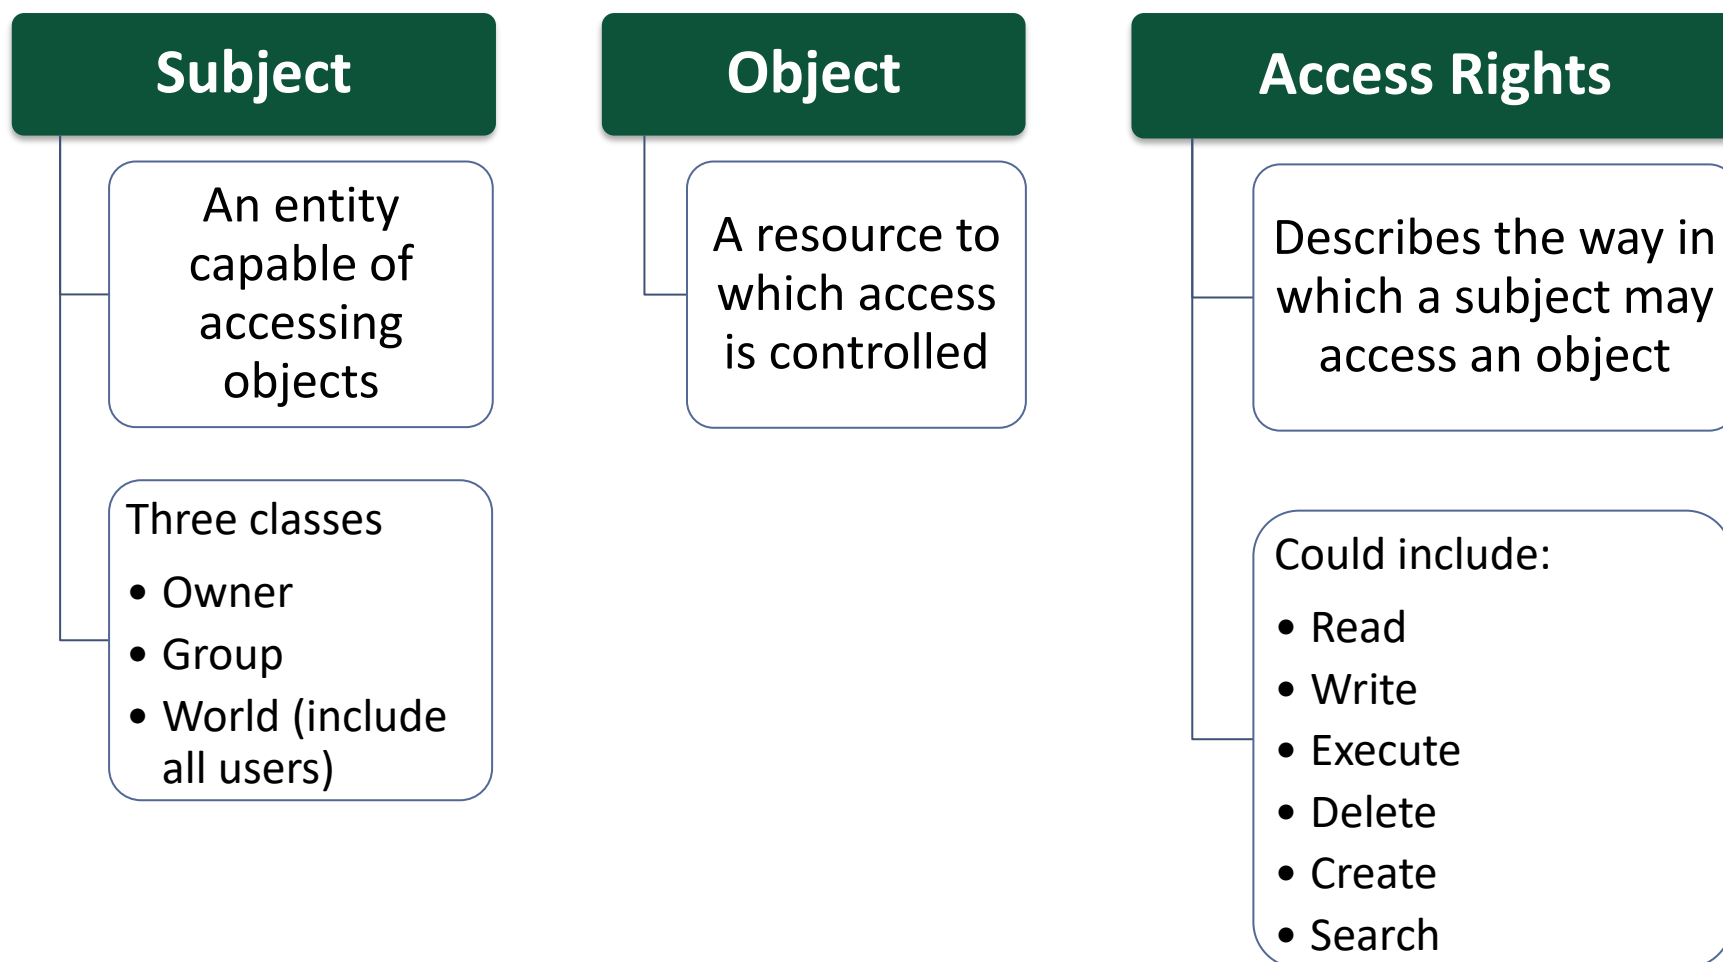 Subject
An entity
capable of
accessing
objects
Three classes
• Owner
• Group
• World (include
all users)
Object
A resource to
which access
is controlled
Access Rights
Describes the way in
which a subject may
access an object
Could include:
• Read
• Write
• Execute
• Delete
• Create
• Search